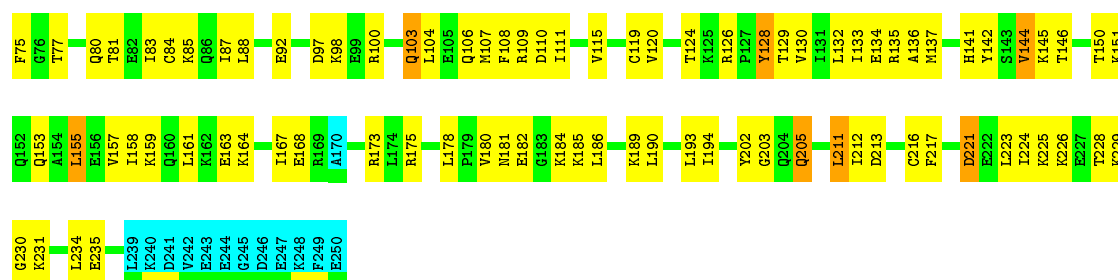 F75 G76 T77 Q80 T81 E82 I83 C84 K85 Q86 I87 L88 E92 D97 K98 E99 R100 Q103 L104 E105 Q106 M107 F108 R109 D110 I111 V115 C119 V120 T124 K125 R126 P127 Y128 T129 V130 I131 L132 I133 E134 R135 A136 M137 H141 Y142 S143 V144 K145 T146 T150 K151
Q152 Q153 A154 L155 E156 V157 I158 K159 Q160 L161 K162 E163 K164 I167 E168 R169 A170 R173 L174 R175 L178 P179 V180 N181 E182 G183 K184 K185 L186 K189 L190 L193 I194 Y202 G203 Q204 Q205 L211 I212 D213 C216 F217 D221 E222 L223 I224 K225 K226 E227 T228 K229
G230 K231 L234 E235 L239 K240 D241 V242 E243 E244 G245 D246 E247 K248 F249 E250